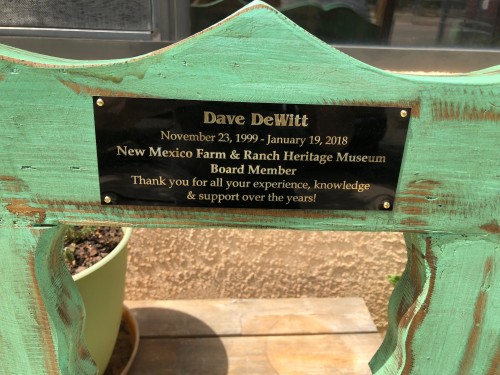 Dave DeWitt
November 23, 1999 - January 19, 2018
New Mexico Farm & Ranch Heritage Museum
Board Member
Thank you for all your experience, knowledge
& support over the years!